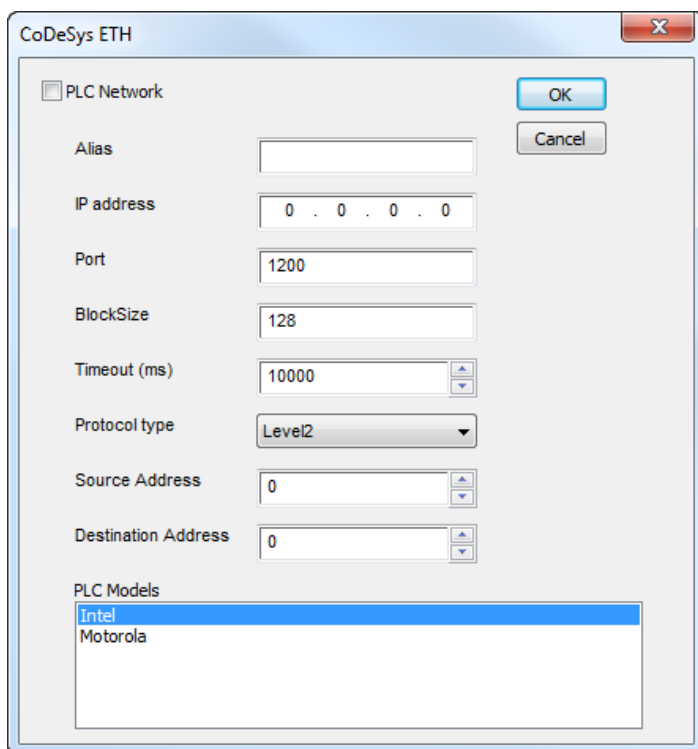 CoDeSys ETH
PLC Network
OK
Cancel
Alias
IP address
0 . 0 . 0 . 0
Port
1200
BlockSize
128
Timeout (ms)
10000
Protocol type
Level2
Source Address
0
Destination Address
0
PLC Models
Intel
Motorola